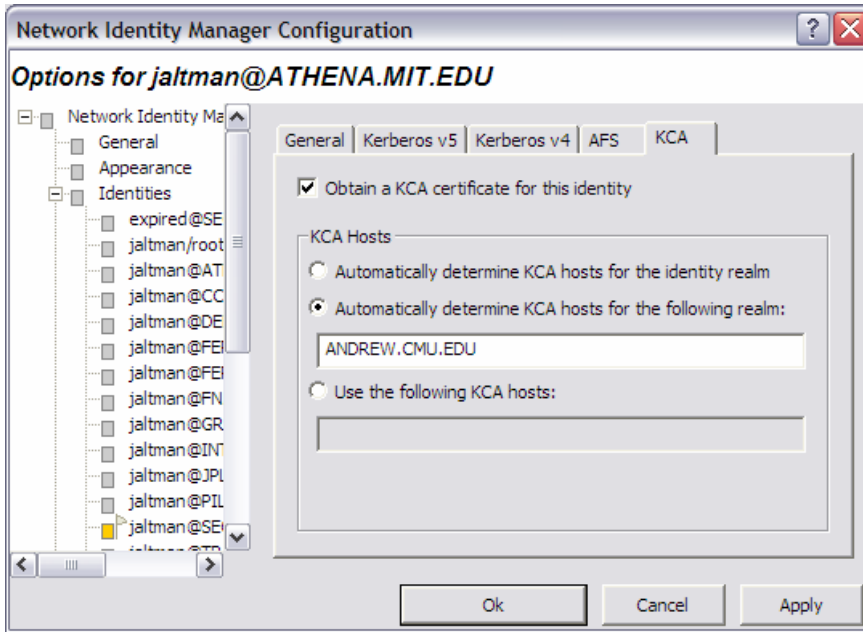 Network Identity Manager Configuration
Options for jaltman@ATHENA.MIT.EDU
Network Identity Ma
General
Appearance
Identities
expired@SE
jaltman/root
jaltman@AT
jaltman@CC
jaltman@DE
jaltman@FE
jaltman@FE
jaltman@FN
jaltman@GR
jaltman@IN
jaltman@JPL
jaltman@PIL
jaltman@SE
General
Kerberos v5
Kerberos v4
AFS
KCA
Obtain a KCA certificate for this identity
KCA Hosts
Automatically determine KCA hosts for the identity realm
Automatically determine KCA hosts for the following realm:
ANDREW.CMU.EDU
Use the following KCA hosts:
Ok
Cancel
Apply